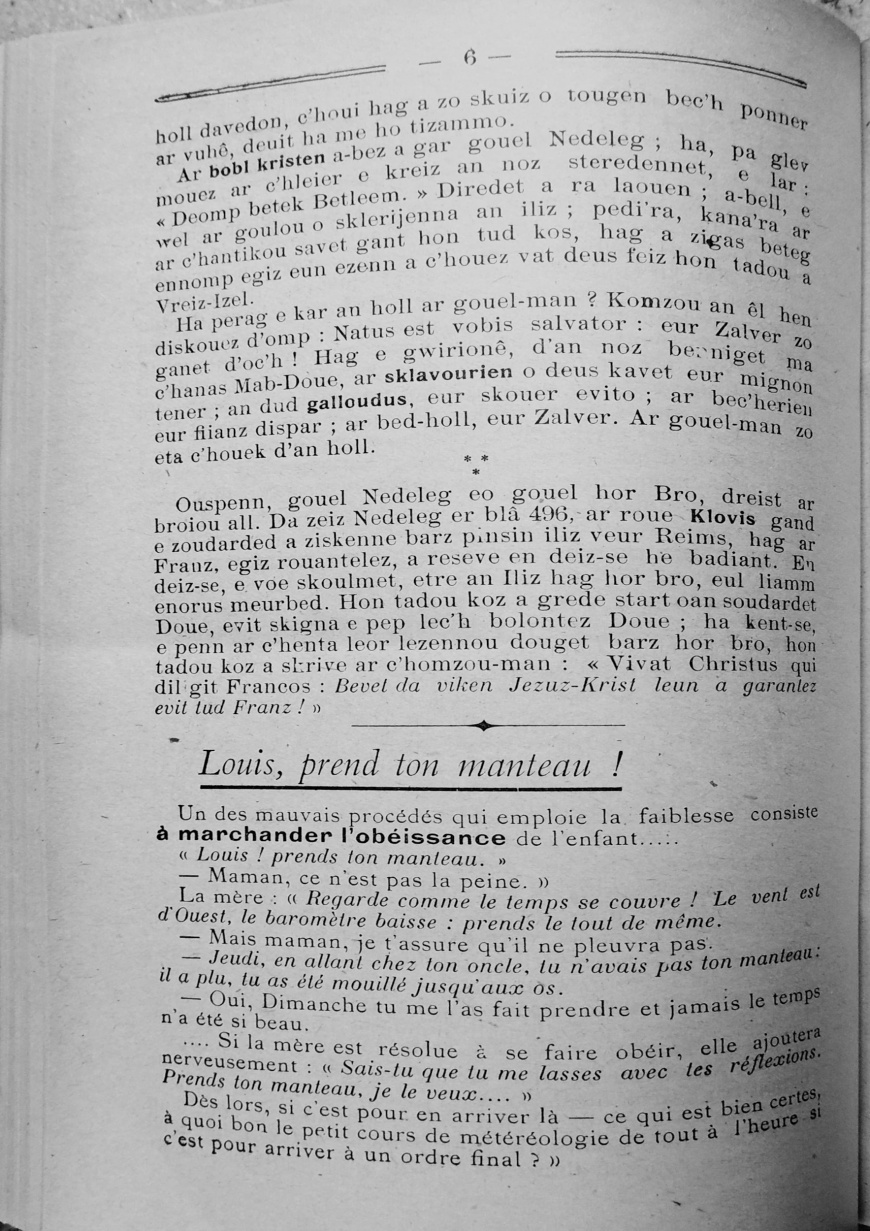 — 6 —
holl davedon, c'houi hag a zo skuiz o tougen bec'h ponner
ar vuhê, deuit ha me ho tizammo.
Ar bobl kristen a-bez a gar gouel Nedeleg ; ha, pa glev
mouez ar c'hleier e kreiz an noz steredennet, e lar :
« Deomp betek Betleem. » Diredet a ra laouen ; a-bell, e
wel ar goulou o sklerijenna an iliz ; pedi'ra, kana'ra ar
ar c'hantikou savet gant hon tud kos, hag a zigas beteg
ennomp egiz eun ezenn a c'houez vat deus feiz hon tadou a
Vreiz-Izel.
Ha perag e kar an holl ar gouel-man ? Komzou an êl hen
diskouez d'omp : Natus est vobis salvator : eur Zalver zo
ganet d'oc'h ! Hag e gwirionê, d'an noz benniget ma
c'hanas Mab-Doue, ar sklavourien o deus kavet eur mignon
tener ; an dud galloudus, eur skouer evito ; ar bec'herien
eur fiianz dispar ; ar bed-holl, eur Zalver. Ar gouel-man zo
eta c'houek d'an holl.
* *
*
Ouspenn, gouel Nedeleg eo gouel hor Bro, dreist ar
broiou all. Da zeiz Nedeleg er blâ 496, ar roue Klovis gand
e zoudarded a ziskenne barz pinsin iliz veur Reims, hag ar
Franz, egiz rouantelez, a reseve en deiz-se he badiant. En
deiz-se, e voe skoulmet, etre an Iliz hag hor bro, eul liamm
enorus meurbed. Hon tadou koz a grede start oan soudardet
Doue, evit skigna e pep lec'h bolontez Doue ; ha kent-se,
e penn ar c'henta leor lezennou douget barz hor bro, hon
tadou koz a skrive ar c'homzou-man : « Vivat Christus qui
dil git Francos : Bevet da viken Jezuz-Krist leun a garantez
evit tud Franz ! »
Louis, prend ton manteau !
Un des mauvais procédés qui emploie la faiblesse consiste
à marchander l'obéissance de l'enfant.....
« Louis ! prends ton manteau. »
— Maman, ce n'est pas la peine. »
La mère : « Regarde comme le temps se couvre ! Le vent est
d'Ouest, le baromètre baisse : prends le tout de même.
— Mais maman, je t'assure qu'il ne pleuvra pas.
— Jeudi, en allant chez ton oncle, tu n'avais pas ton manteau :
il a plu, tu as été mouillé jusqu'aux os.
— Oui, Dimanche tu me l'as fait prendre et jamais le temps
n'a été si beau.
.... Si la mère est résolue à se faire obéir, elle ajoutera
nerveusement : « Sais-tu que tu me lasses avec tes réflexions.
Prends ton manteau, je le veux.... »
Dès lors, si c'est pour en arriver là — ce qui est bien certes,
à quoi bon le petit cours de météréologie de tout à l'heure si
c'est pour arriver à un ordre final ? »